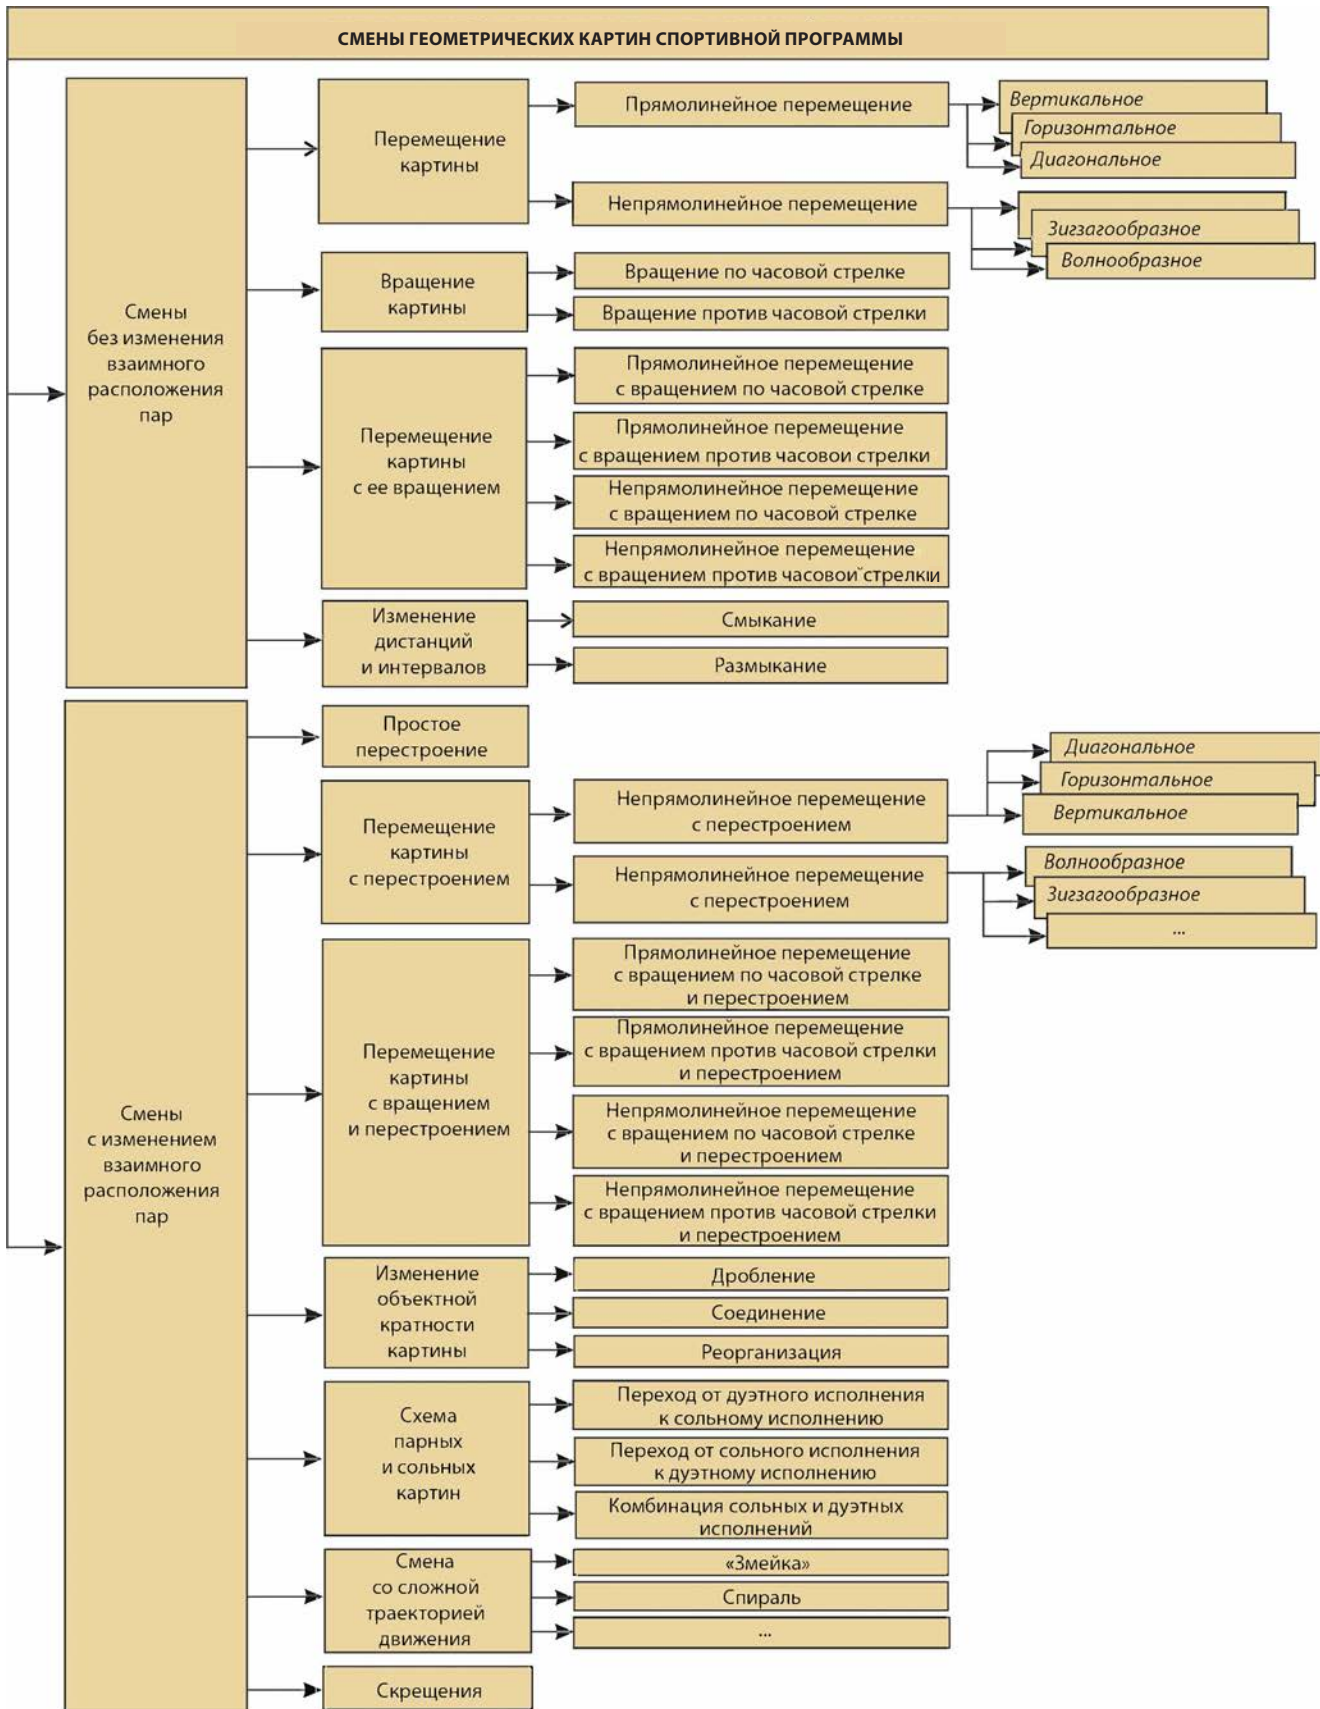 СМЕНЫ ГЕОМЕТРИЧЕСКИХ КАРТИН СПОРТИВНОЙ ПРОГРАММЫ
Смены
без изменения
взаимного
расположения
пар
Перемещение
картины
Прямолинейное перемещение
Вертикальное
Горизонтальное
Диагональное
Непрямолинейное перемещение
Зигзагообразное
Волнообразное
Вращение
картины
Вращение по часовой стрелке
Вращение против часовой стрелки
Перемещение
картины
с ее вращением
Прямолинейное перемещение
с вращением по часовой стрелке
Прямолинейное перемещение
с вращением против часовои стрелки
Непрямолинейное перемещение
с вращением по часовой стрелке
Непрямолинейное перемещение
с вращением против часовой стрелки
Изменение
дистанций
и интервалов
Смыкание
Размыкание
Смены
с изменением
взаимного
расположения
пар
Простое
перестроение
Перемещение
картины
с перестроением
Непрямолинейное перемещение
с перестроением
Диагональное
Горизонтальное
Вертикальное
Непрямолинейное перемещение
с перестроением
Волнообразное
Зигзагообразное
...
Перемещение
картины
с вращением
и перестроением
Прямолинейное перемещение
с вращением по часовой стрелке
и перестроением
Прямолинейное перемещение
с вращением против часовой стрелки
и перестроением
Непрямолинейное перемещение
с вращением по часовой стрелке
и перестроением
Непрямолинейное перемещение
с вращением против часовой стрелки
и перестроением
Изменение
объектной
кратности
картины
Дробление
Соединение
Реорганизация
Схема
парных
и сольных
картин
Переход от дуэтного исполнения
к сольному исполнению
Переход от сольного исполнения
к дуэтному исполнению
Комбинация сольных и дуэтных
исполнений
Смена
со сложной
траекторией
движения
«Змейка»
Спираль
...
Скрещения